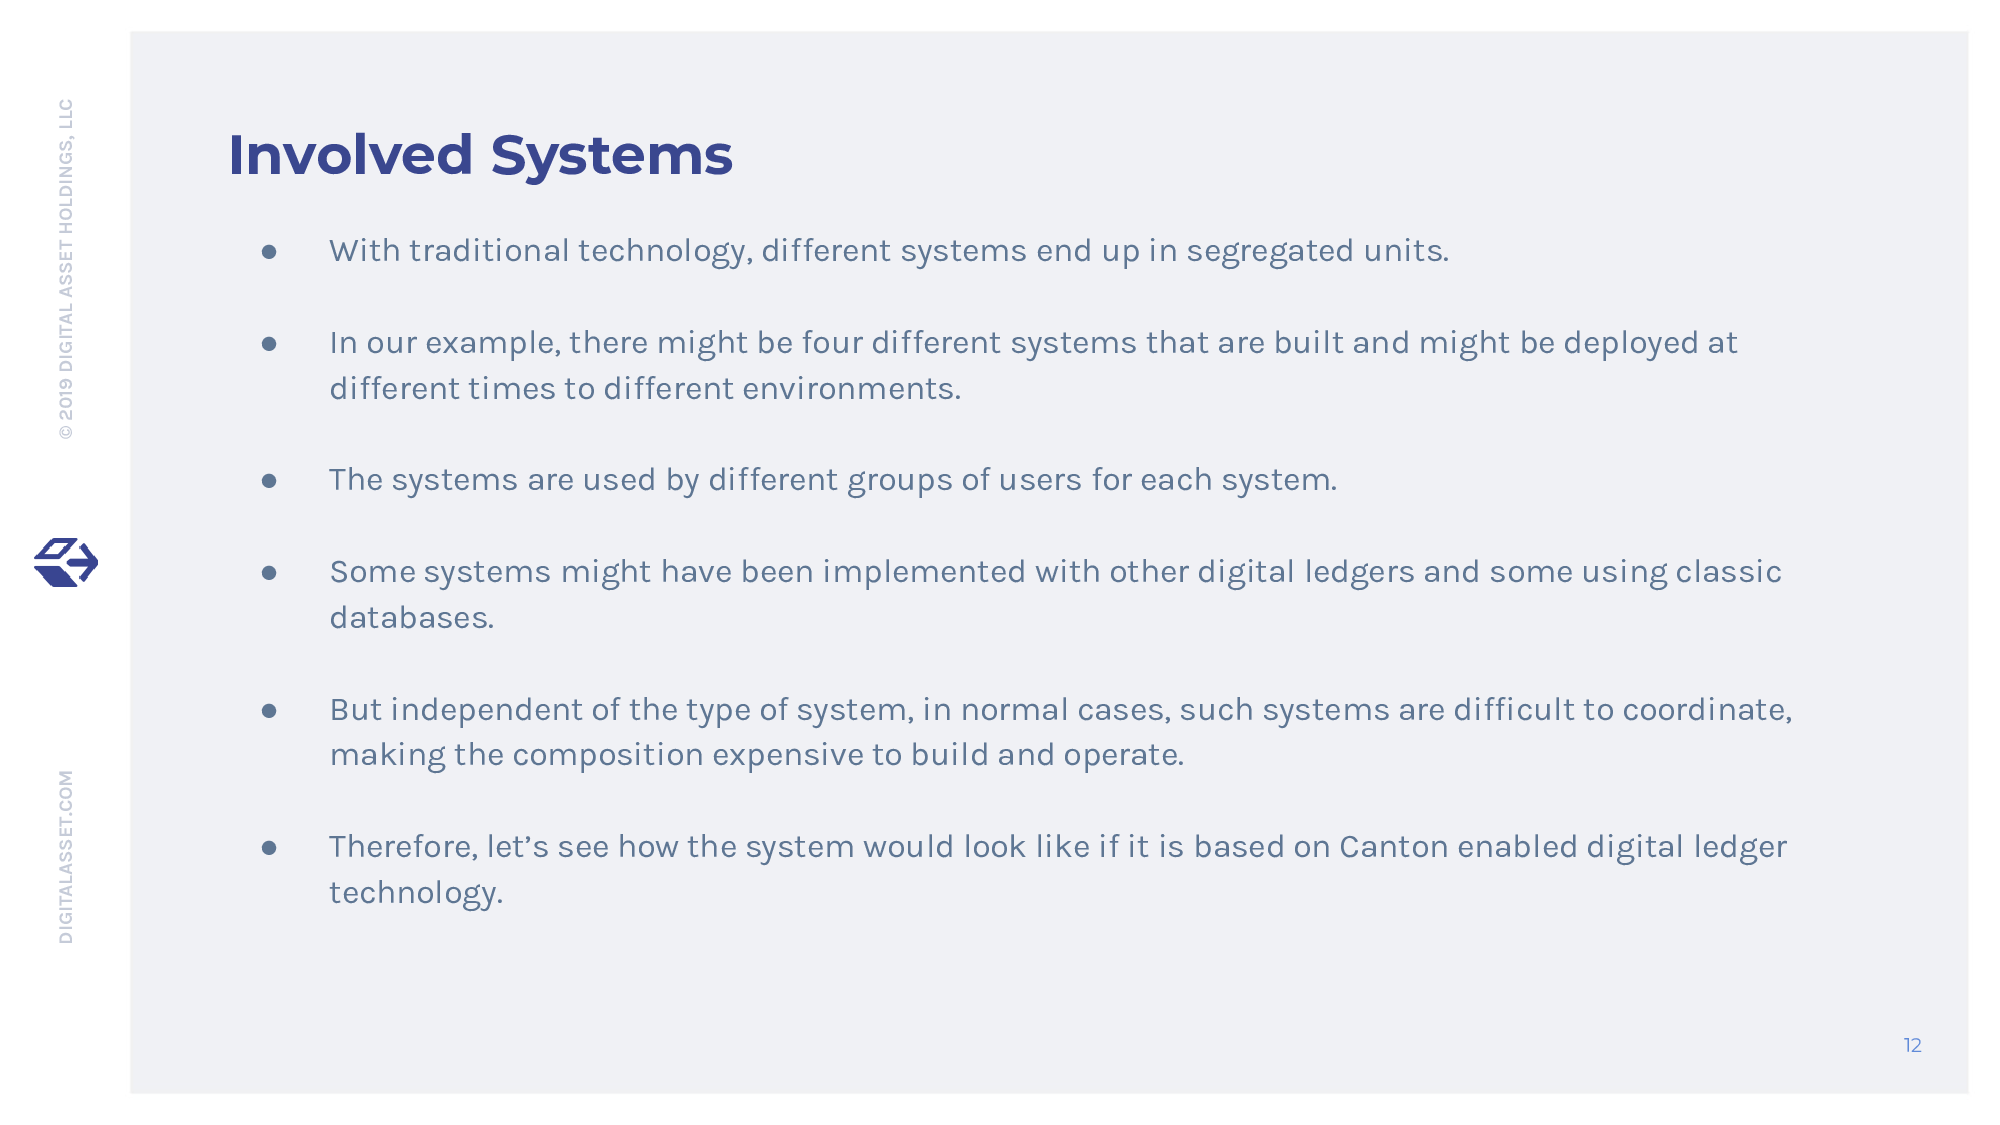 © 2019 DIGITAL ASSET HOLDINGS, LLC
DIGITALASSET.COM
Involved Systems
● With traditional technology, different systems end up in segregated units.
● In our example, there might be four different systems that are built and might be deployed at
different times to different environments.
● The systems are used by different groups of users for each system.
● Some systems might have been implemented with other digital ledgers and some using classic
databases.
● But independent of the type of system, in normal cases, such systems are difficult to coordinate,
making the composition expensive to build and operate.
● Therefore, let’s see how the system would look like if it is based on Canton enabled digital ledger
technology.
12